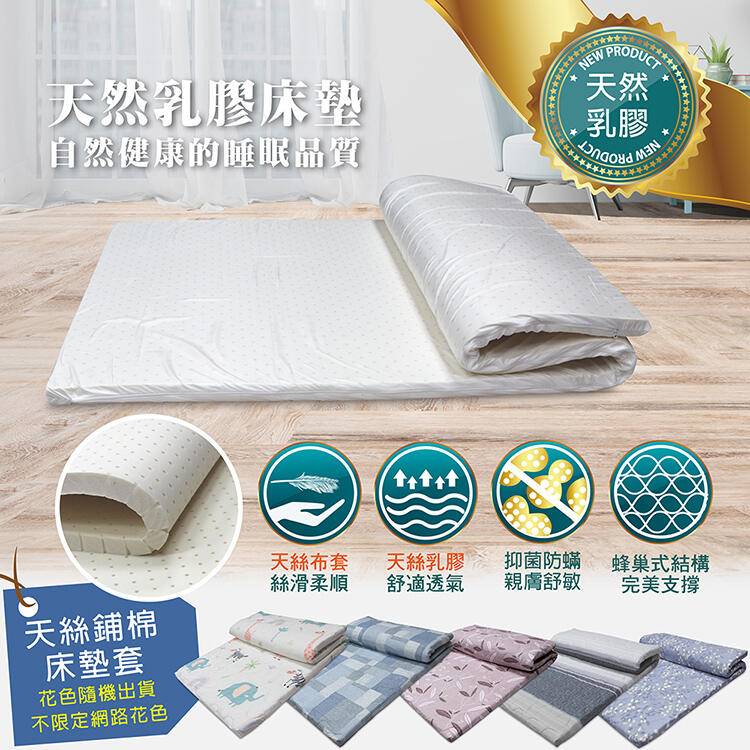 天然乳膠床墊
自然健康的睡眠品質
NEW PRODUCT
天然
乳膠
NEW PRODUCT
天絲布套
絲滑柔順
天絲乳膠
舒適透氣
抑菌防蟎
親膚舒敏
蜂巢式結構
完美支撐
天絲鋪棉
床墊套
花色隨機出貨
不限定網路花色